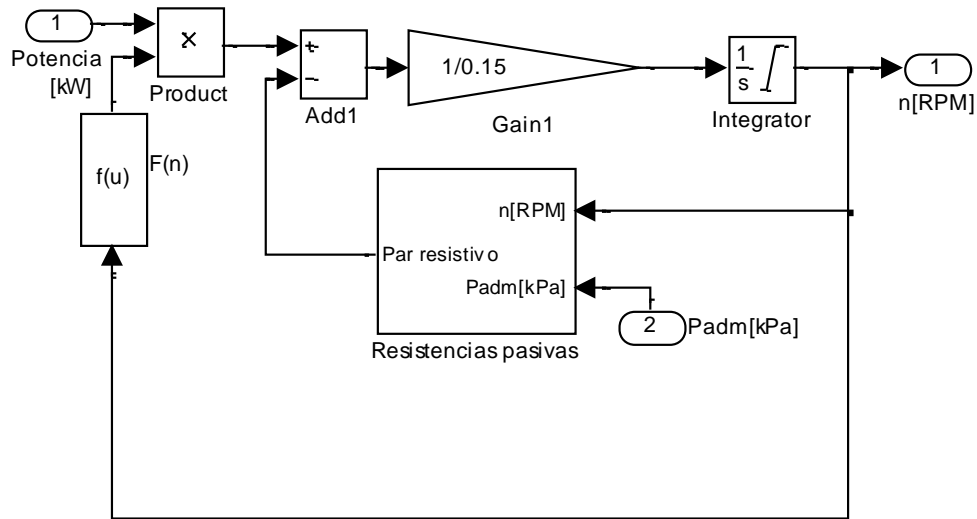 1
Potencia
[kW]
×
Product
+
−
Add1
1/0.15
Gain1
1
s
Integrator
1
n[RPM]
f(u)
F(n)
n[RPM]
Par resistivo
Padm[kPa]
Resistencias pasivas
2
Padm[kPa]